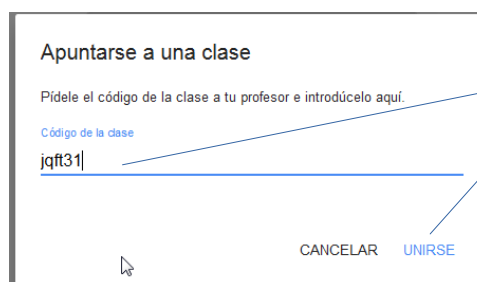 Apuntarse a una clase
Pídele el código de la clase a tu profesor e introdúcelo aquí.
Código de la clase
jqft31
CANCELAR UNIRSE